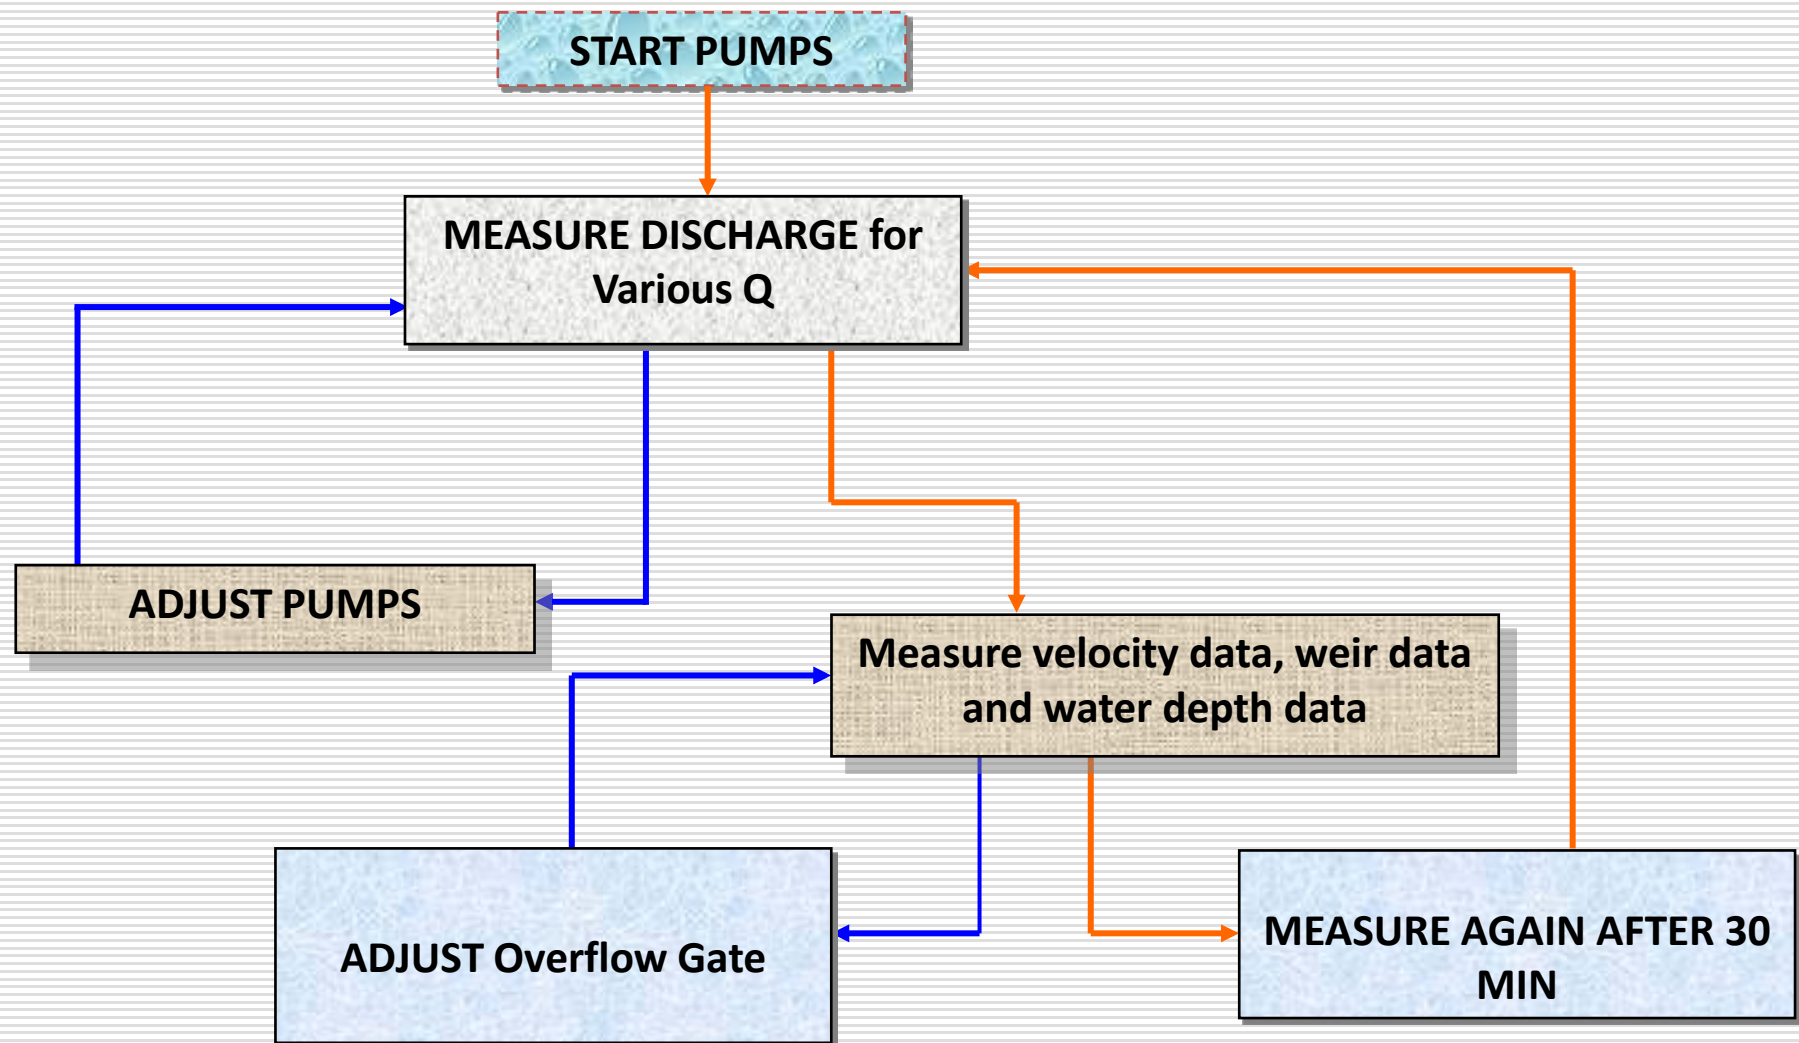 START PUMPS
MEASURE DISCHARGE for
Various Q
ADJUST PUMPS
Measure velocity data, weir data
and water depth data
ADJUST Overflow Gate
MEASURE AGAIN AFTER 30
MIN